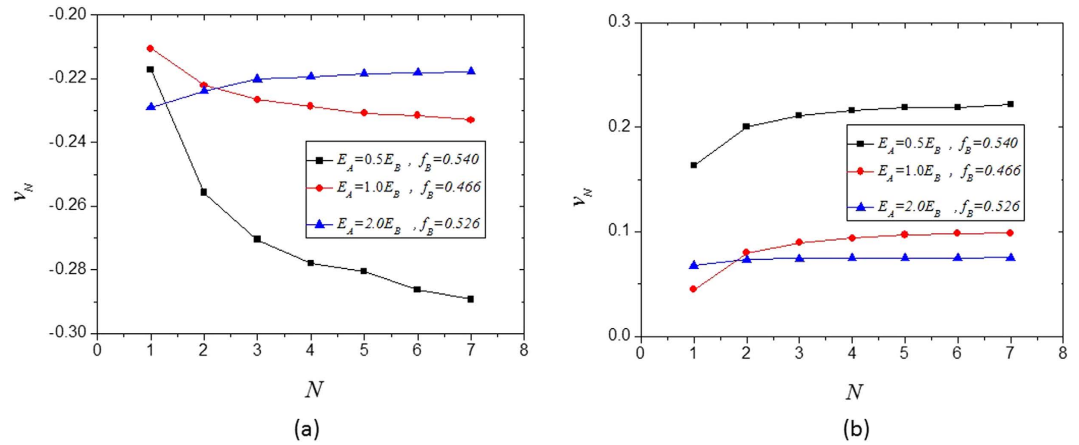 -0.20
-0.22
-0.24
-0.26
-0.28
-0.30
v_N
0 1 2 3 4 5 6 7 8
N
E_A=0.5E_B , f_B=0.540
E_A=1.0E_B , f_B=0.466
E_A=2.0E_B , f_B=0.526
(a)
0.3
0.2
0.1
0.0
v_N
0 1 2 3 4 5 6 7 8
N
E_A=0.5E_B , f_B=0.540
E_A=1.0E_B , f_B=0.466
E_A=2.0E_B , f_B=0.526
(b)